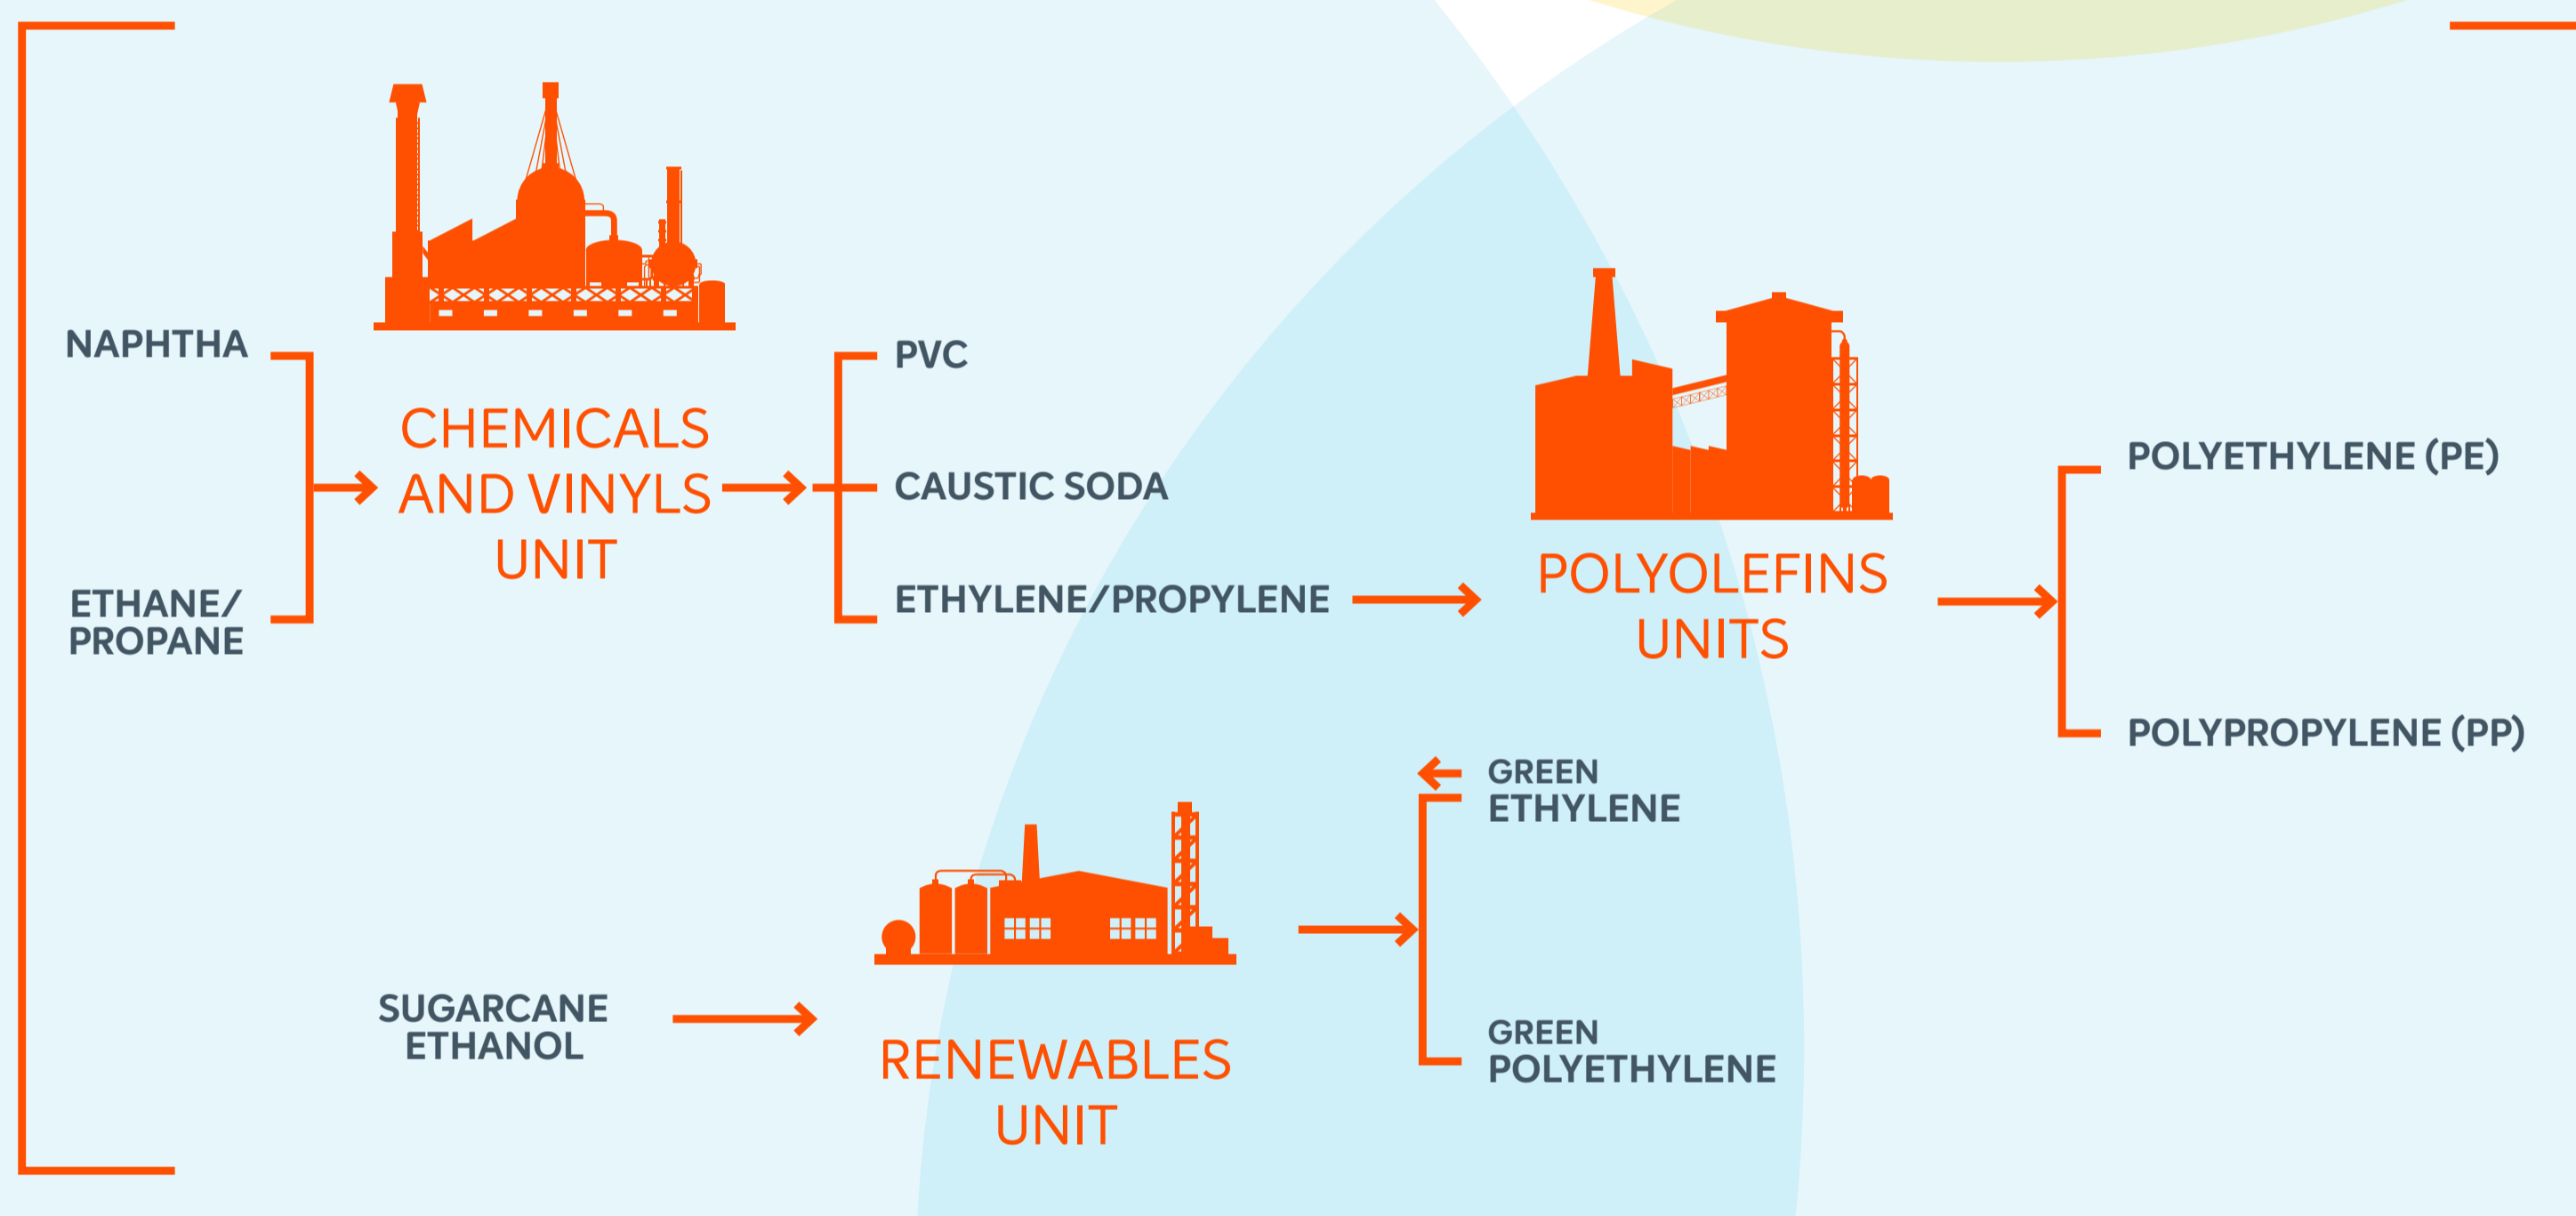 NAPHTHA
ETHANE/
PROPANE
CHEMICALS
AND VINYLS
UNIT
PVC
CAUSTIC SODA
ETHYLENE/PROPYLENE
POLYOLEFINS
UNITS
POLYETHYLENE (PE)
POLYPROPYLENE (PP)
SUGARCANE
ETHANOL
RENEWABLES
UNIT
GREEN
ETHYLENE
GREEN
POLYETHYLENE